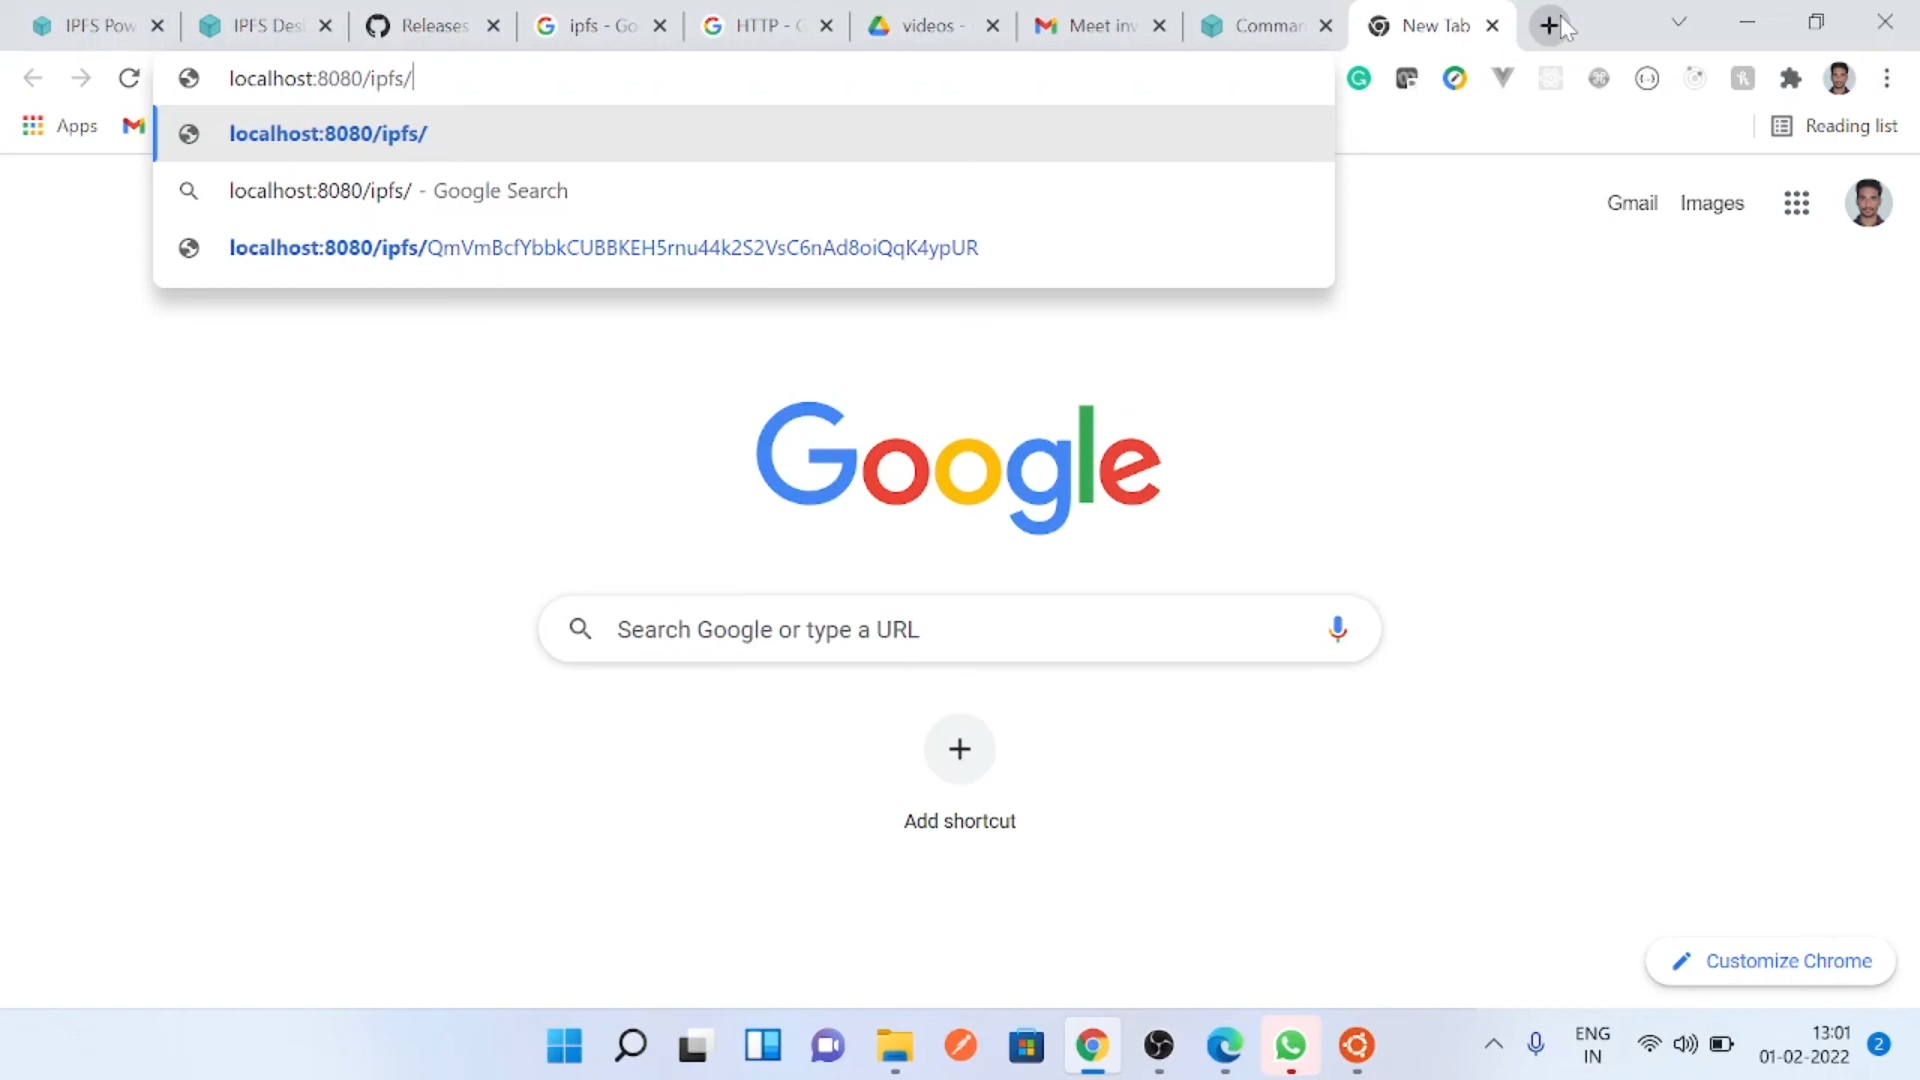 IPFS Pow
IPFS Des
Releases
ipfs - Go
HTTP - G
videos -
Meet inv
Comman
New Tab
localhost:8080/ipfs/
Apps
localhost:8080/ipfs/
Reading list
localhost:8080/ipfs/ - Google Search
Gmail
Images
localhost:8080/ipfs/QmVmBcfYbbkCUBBKEH5rnu44k2S2VsC6nAd8oiQqK4ypUR
Google
Search Google or type a URL
Add shortcut
Customize Chrome
ENG
IN
13:01
01-02-2022
2